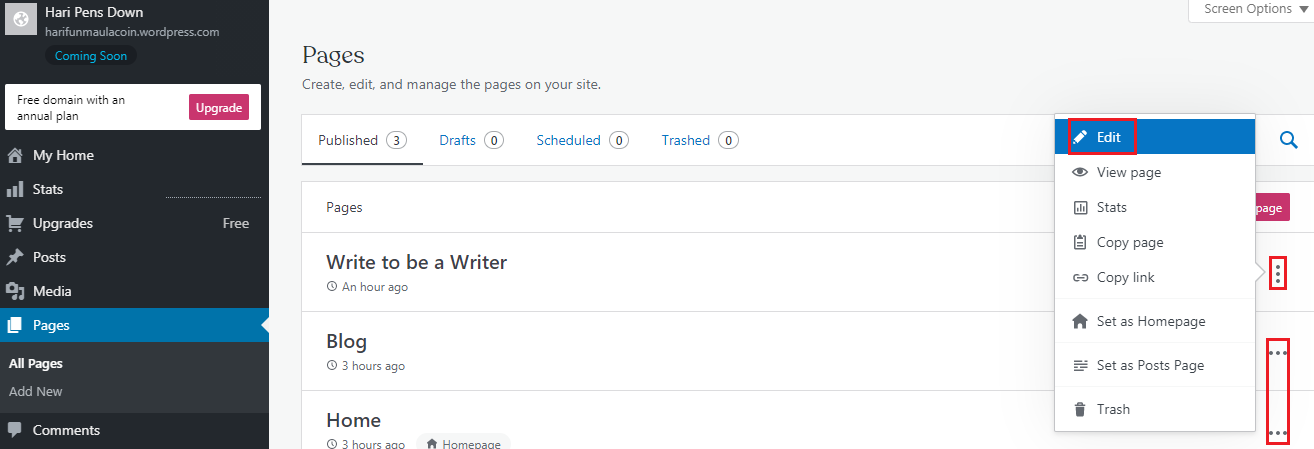 Hari Pens Down
harifunmaulacoin.wordpress.com
Coming Soon
Free domain with an
annual plan
Upgrade
My Home
Stats
Upgrades
Free
Posts
Media
Pages
All Pages
Add New
Comments
Screen Options
Pages
Create, edit, and manage the pages on your site.
Published 3
Drafts 0
Scheduled 0
Trashed 0
Pages
page
Write to be a Writer
An hour ago
Blog
3 hours ago
Home
3 hours ago
Homepage
Edit
View page
Stats
Copy page
Copy link
Set as Homepage
Set as Posts Page
Trash